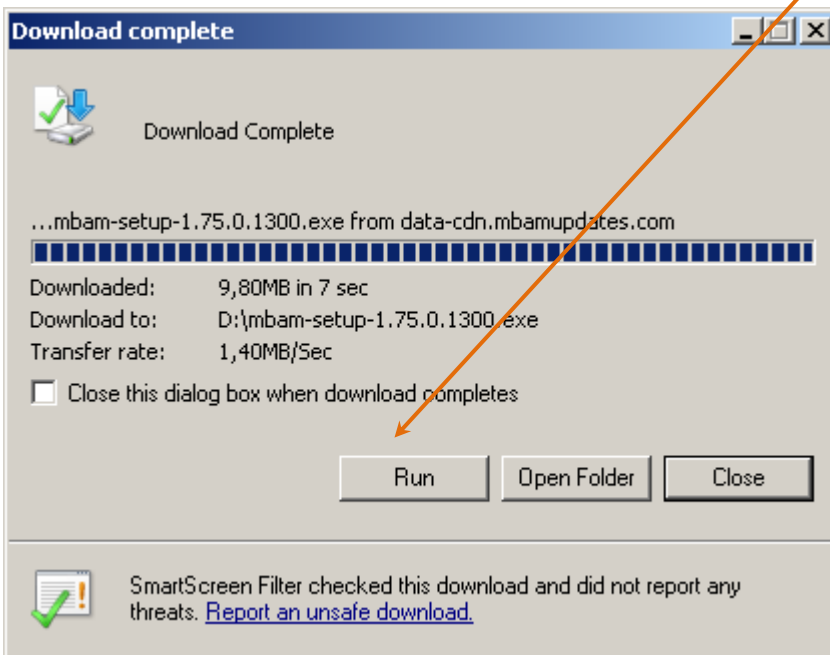 Download complete
Download Complete
...mbam-setup-1.75.0.1300.exe from data-cdn.mbamupdates.com
Downloaded: 9,80MB in 7 sec
Download to: D:\mbam-setup-1.75.0.1300.exe
Transfer rate: 1,40MB/Sec
Close this dialog box when download completes
Run Open Folder Close
SmartScreen Filter checked this download and did not report any
threats. Report an unsafe download.